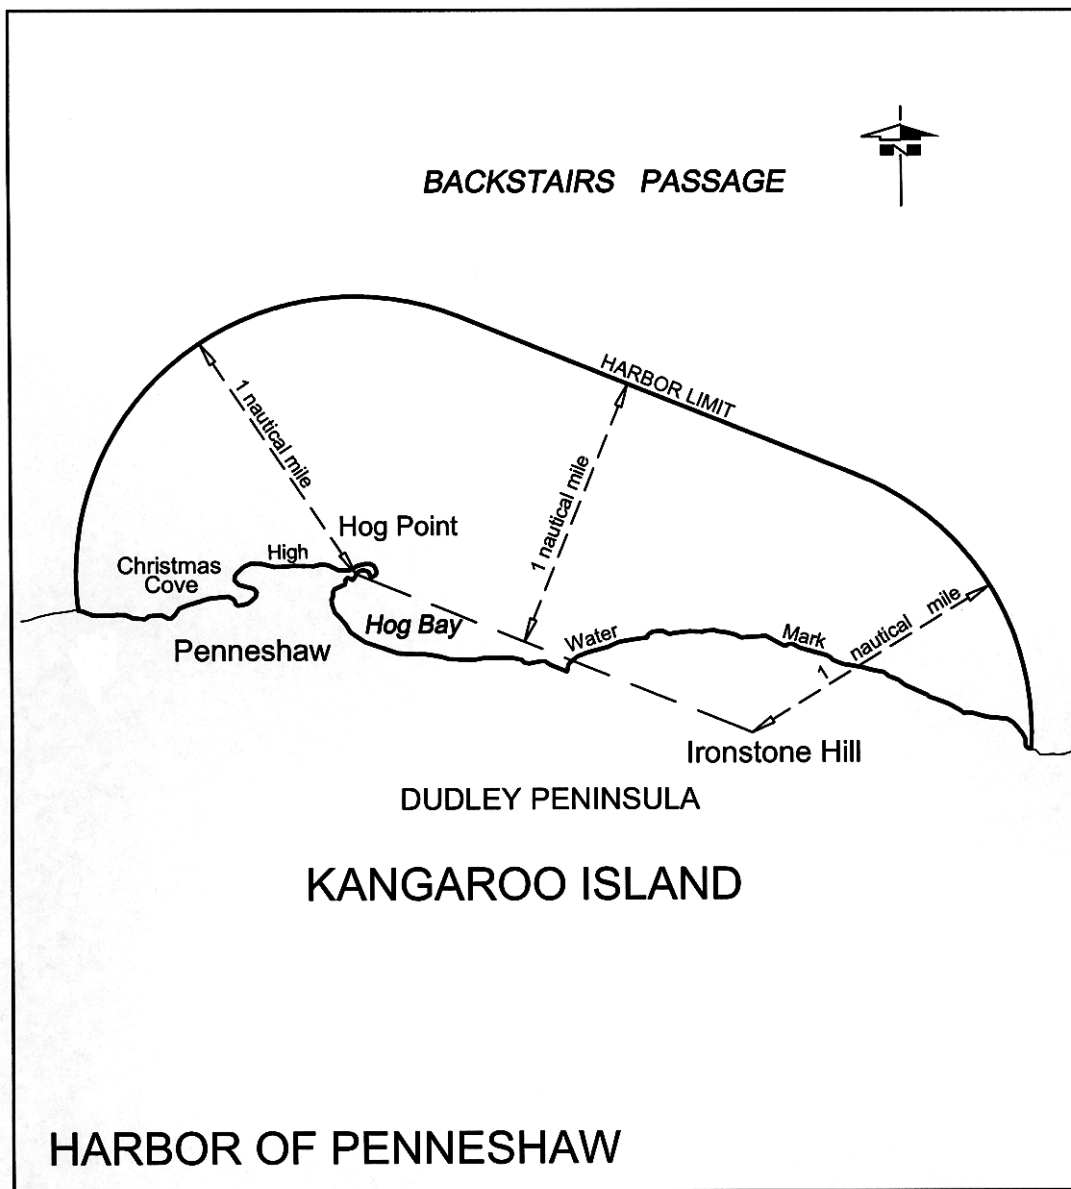 N
BACKSTAIRS PASSAGE
HARBOR LIMIT
1 nautical mile
1 nautical mile
Hog Point
High
Christmas
Cove
Hog Bay
Water
Mark
1 nautical mile
Penneshaw
Ironstone Hill
DUDLEY PENINSULA
KANGAROO ISLAND
HARBOR OF PENNESHAW